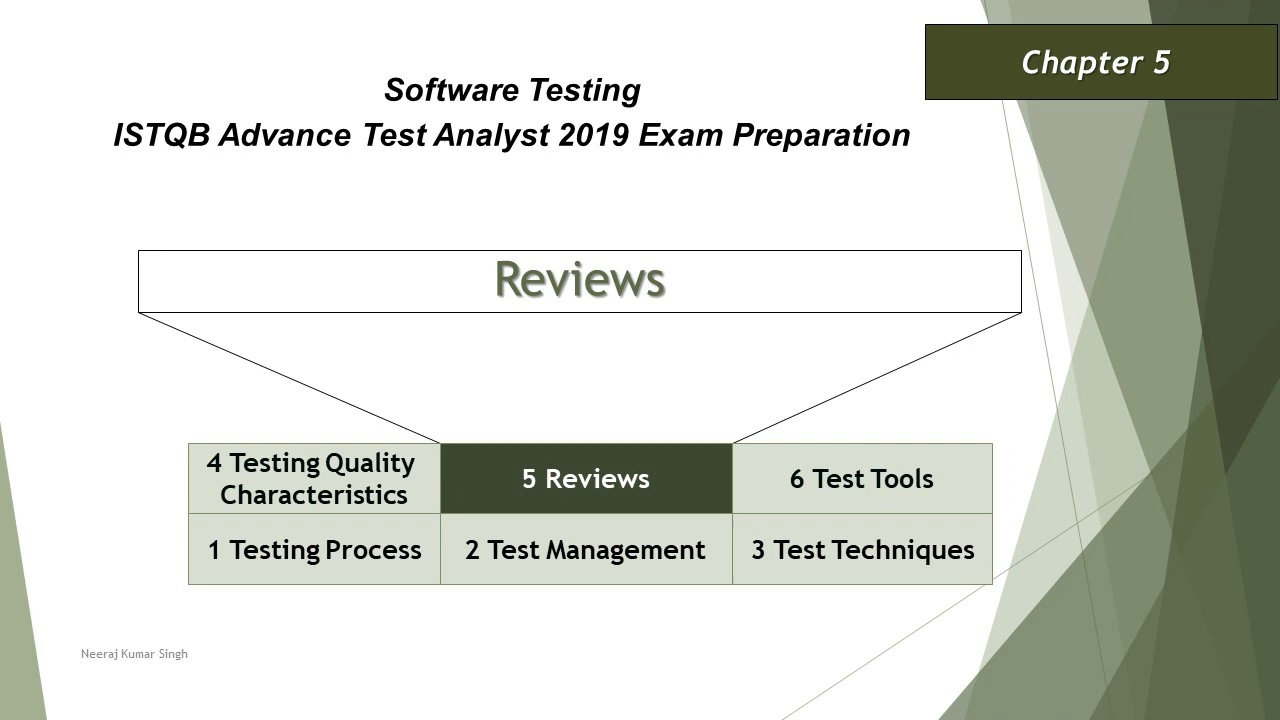 Chapter 5
Software Testing
ISTQB Advance Test Analyst 2019 Exam Preparation
Reviews
4 Testing Quality
Characteristics
5 Reviews
6 Test Tools
1 Testing Process
2 Test Management
3 Test Techniques
Neeraj Kumar Singh